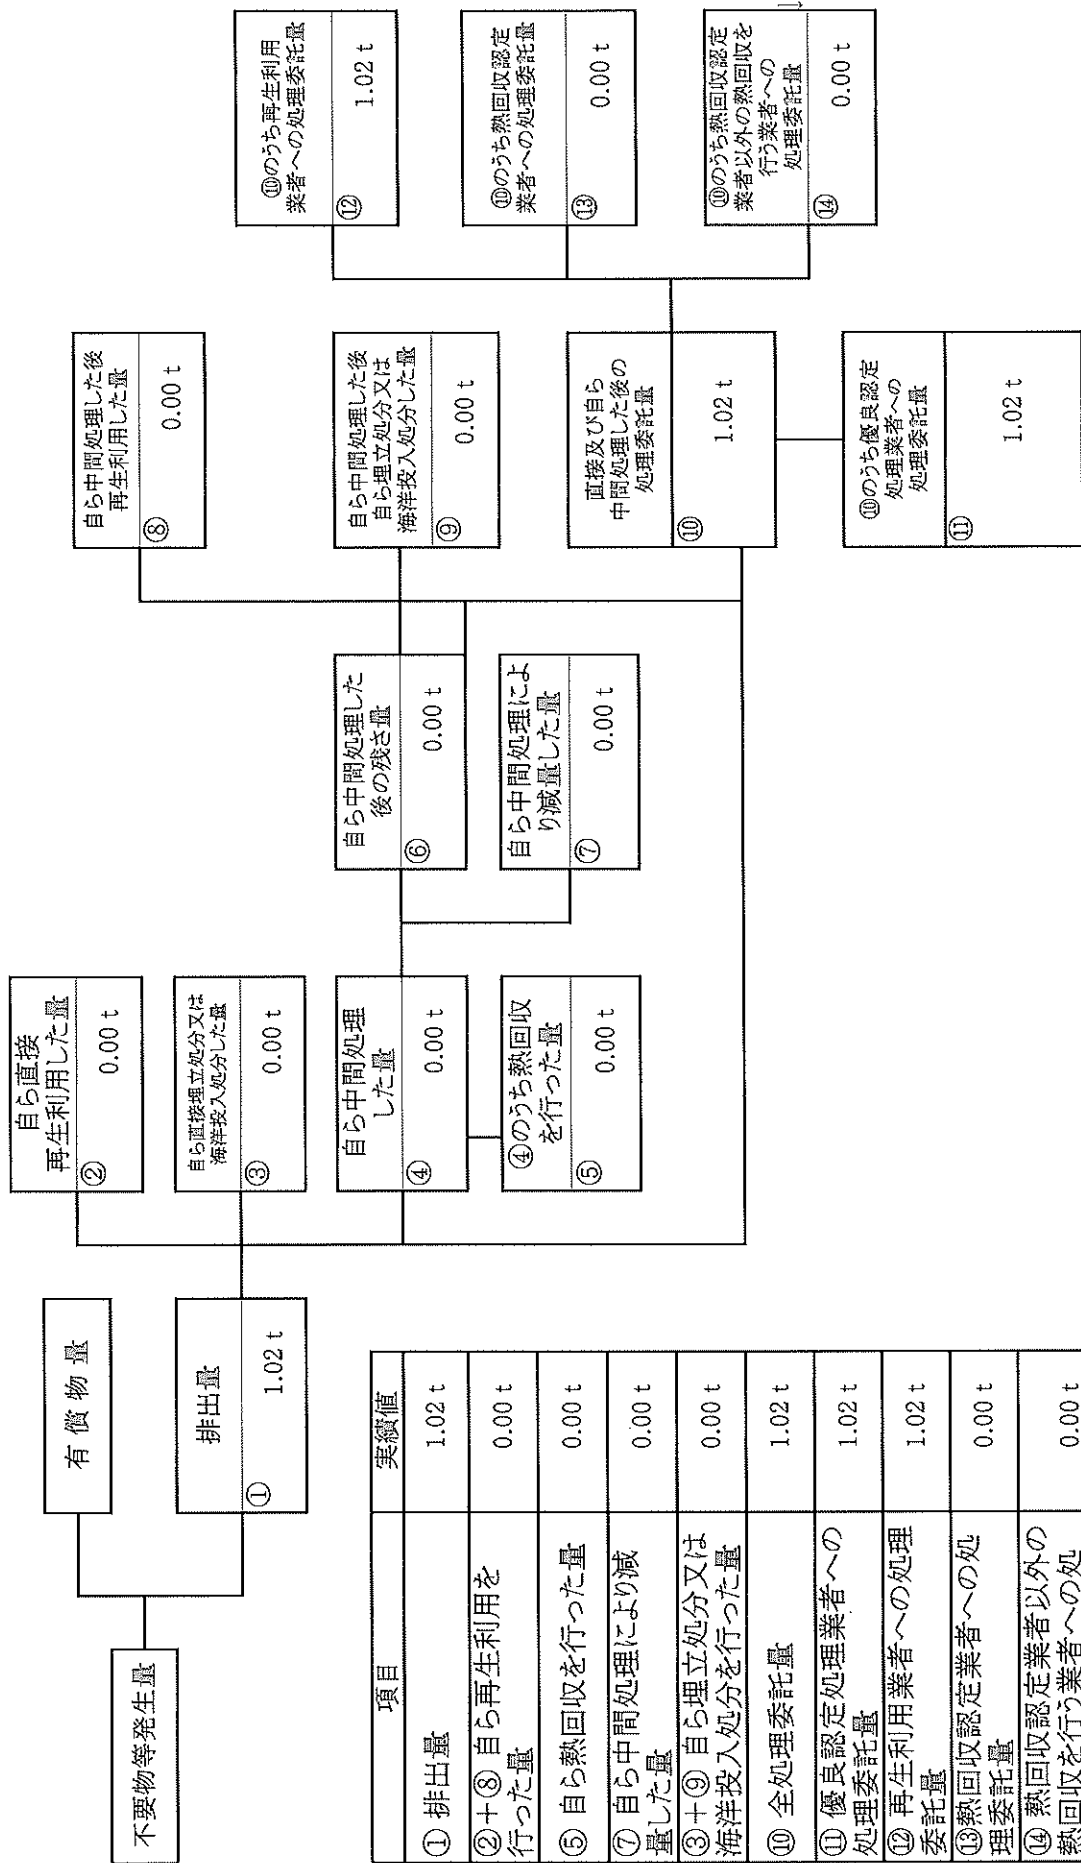 不要物等発生量
有償物量
排出量
① 1.02 t
自ら直接
再生利用した量
② 0.00 t
自ら直接埋立処分又は
海洋投入処分した量
③ 0.00 t
自ら中間処理
した量
④ 0.00 t
④のうち熱回収
を行った量
⑤ 0.00 t
自ら中間処理した
後の残さ量
⑥ 0.00 t
自ら中間処理によ
り減量した量
⑦ 0.00 t
自ら中間処理した後
再生利用した量
⑧ 0.00 t
自ら中間処理した後
自ら埋立処分又は
海洋投入処分した量
⑨ 0.00 t
直接及び自ら
中間処理した後の
処理委託量
⑩ 1.02 t
⑩のうち優良認定
処理業者への
処理委託量
⑪ 1.02 t
⑩のうち再生利用
業者への処理委託量
⑫ 1.02 t
⑩のうち熱回収認定
業者への処理委託量
⑬ 0.00 t
⑩のうち熱回収認定
業者以外の熱回収を
行う業者への
処理委託量
⑭ 0.00 t
項目 実績値
① 排出量 1.02 t
②+⑧ 自ら再生利用を
行った量 0.00 t
⑤ 自ら熱回収を行った量 0.00 t
⑦ 自ら中間処理により減
量した量 0.00 t
③+⑨ 自ら埋立処分又は
海洋投入処分を行った量 0.00 t
⑩ 全処理委託量 1.02 t
⑪ 優良認定処理業者への
処理委託量 1.02 t
⑫ 再生利用業者への処理
委託量 1.02 t
⑬熱回収認定業者への処
理委託量 0.00 t
⑭ 熱回収認定業者以外の
熱回収を行う業者への処 0.00 t